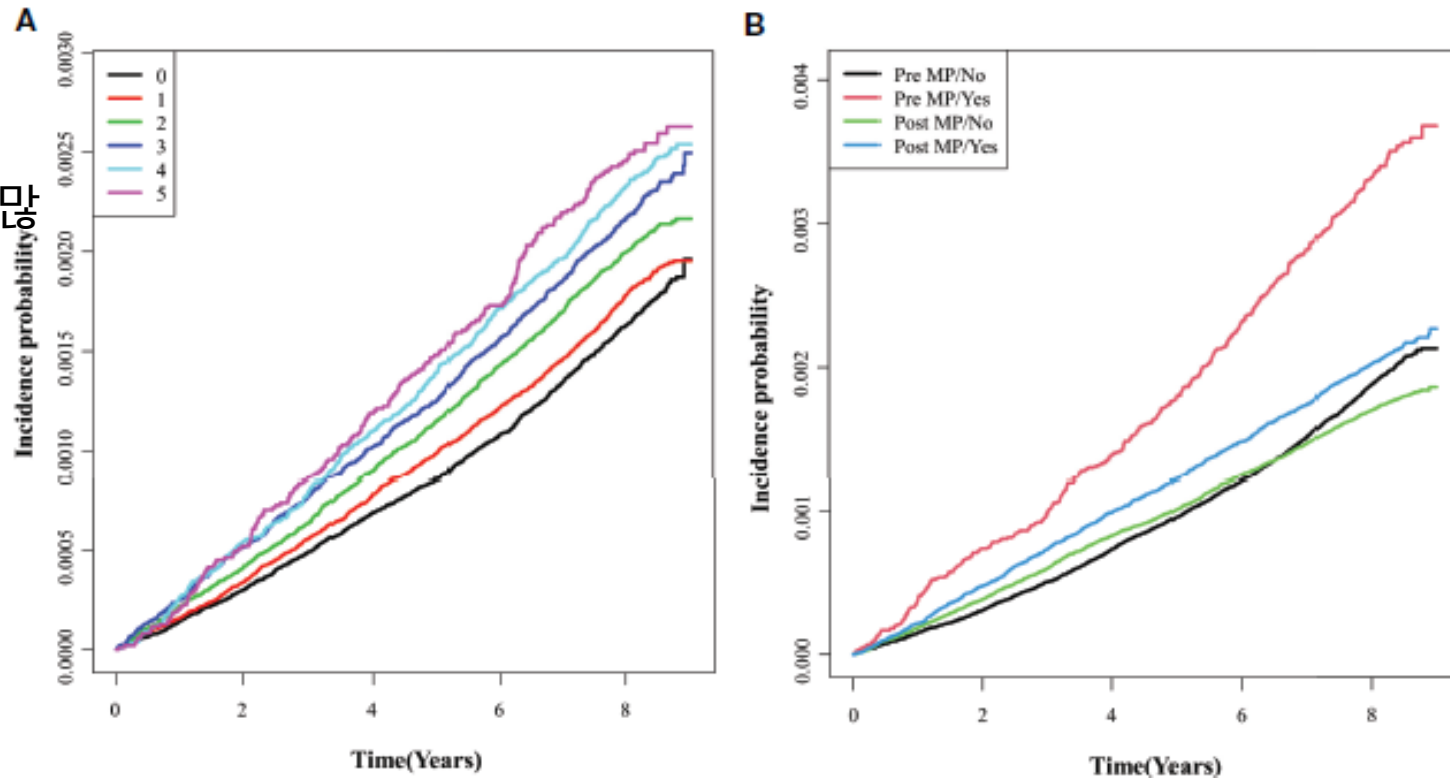 A
0.0030
0.0025
0.0020
0.0015
0.0010
0.0005
0.0000
많
Incidence probability
0
1
2
3
4
5
0 2 4 6 8
Time(Years)
B
0.004
0.003
0.002
0.001
0.000
Incidence probability
Pre MP/No
Pre MP/Yes
Post MP/No
Post MP/Yes
0 2 4 6 8
Time(Years)